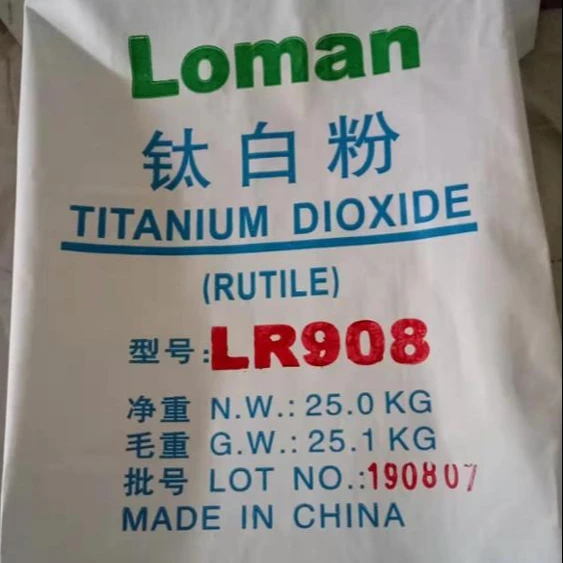 Loman
钛白粉
TITANIUM DIOXIDE
(RUTILE)
型号:LR908
净重 N.W.: 25.0 KG
毛重 G.W.: 25.1 KG
批号 LOT NO.:190807
MADE IN CHINA